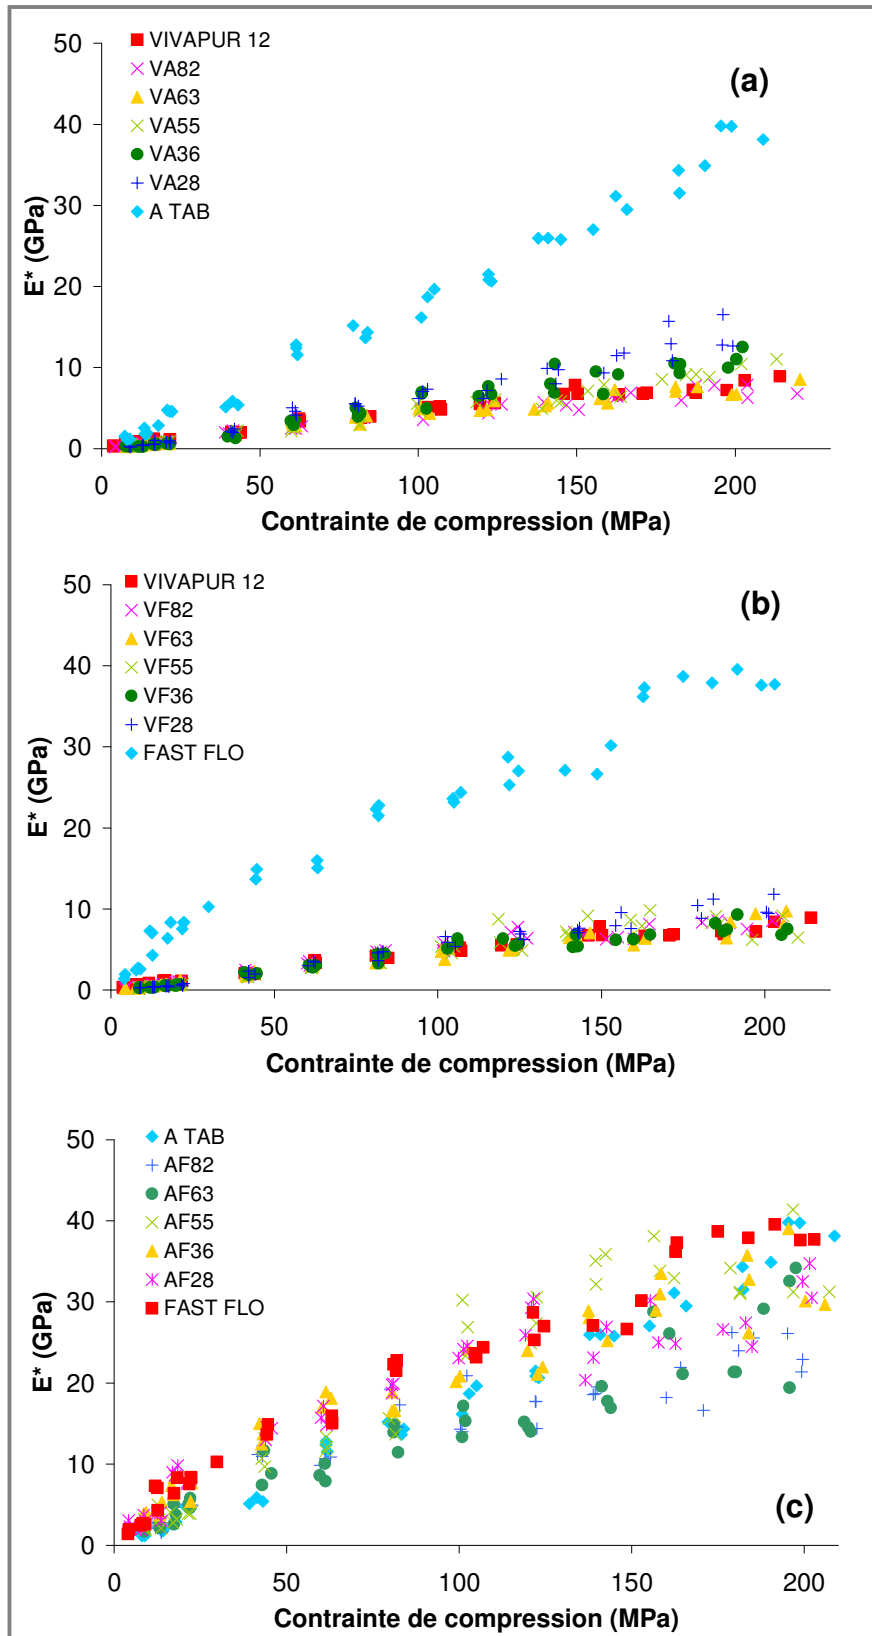 50
40
30
20
10
0
E* (GPa)
VIVAPUR 12
VA82
VA63
VA55
VA36
VA28
A TAB
(a)
0 50 100 150 200
Contrainte de compression (MPa)
50
40
30
20
10
0
E* (GPa)
VIVAPUR 12
VF82
VF63
VF55
VF36
VF28
FAST FLO
(b)
0 50 100 150 200
Contrainte de compression (MPa)
50
40
30
20
10
0
E* (GPa)
A TAB
AF82
AF63
AF55
AF36
AF28
FAST FLO
(c)
0 50 100 150 200
Contrainte de compression (MPa)